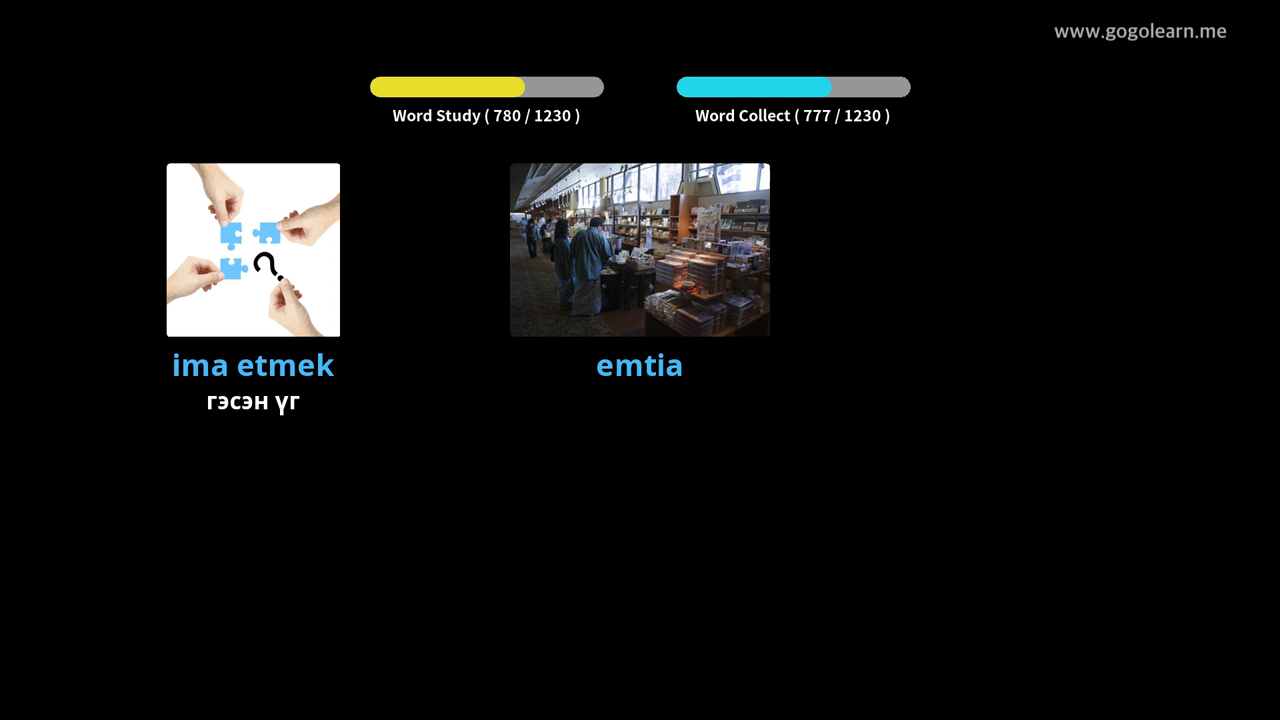 www.gogolearn.me
Word Study ( 780 / 1230 )
Word Collect ( 777 / 1230 )
ima etmek
гэсэн үг
emtia